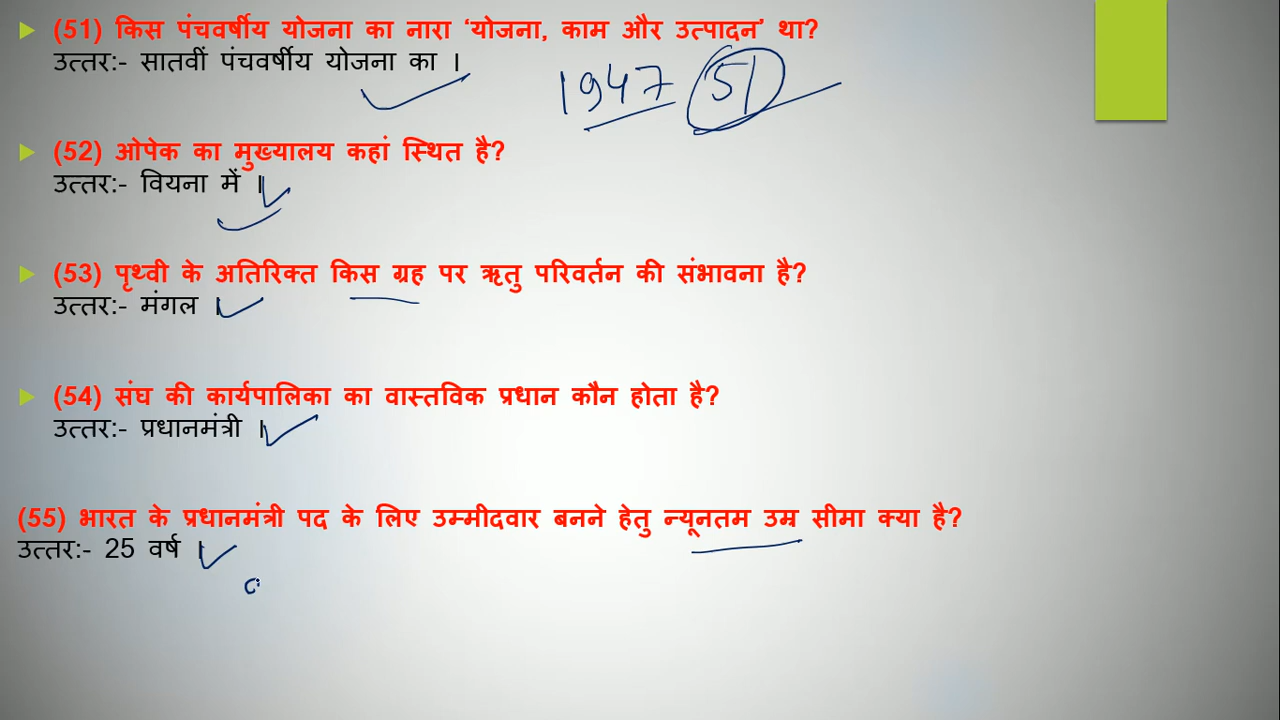 (51) किस पंचवर्षीय योजना का नारा ‘योजना, काम और उत्पादन’ था?
उत्तर:- सातवीं पंचवर्षीय योजना का ।
1947 51
(52) ओपेक का मुख्यालय कहां स्थित है?
उत्तर:- वियना में ।
(53) पृथ्वी के अतिरिक्त किस ग्रह पर ऋतु परिवर्तन की संभावना है?
उत्तर:- मंगल ।
(54) संघ की कार्यपालिका का वास्तविक प्रधान कौन होता है?
उत्तर:- प्रधानमंत्री ।
(55) भारत के प्रधानमंत्री पद के लिए उम्मीदवार बनने हेतु न्यूनतम उम्र सीमा क्या है?
उत्तर:- 25 वर्ष ।